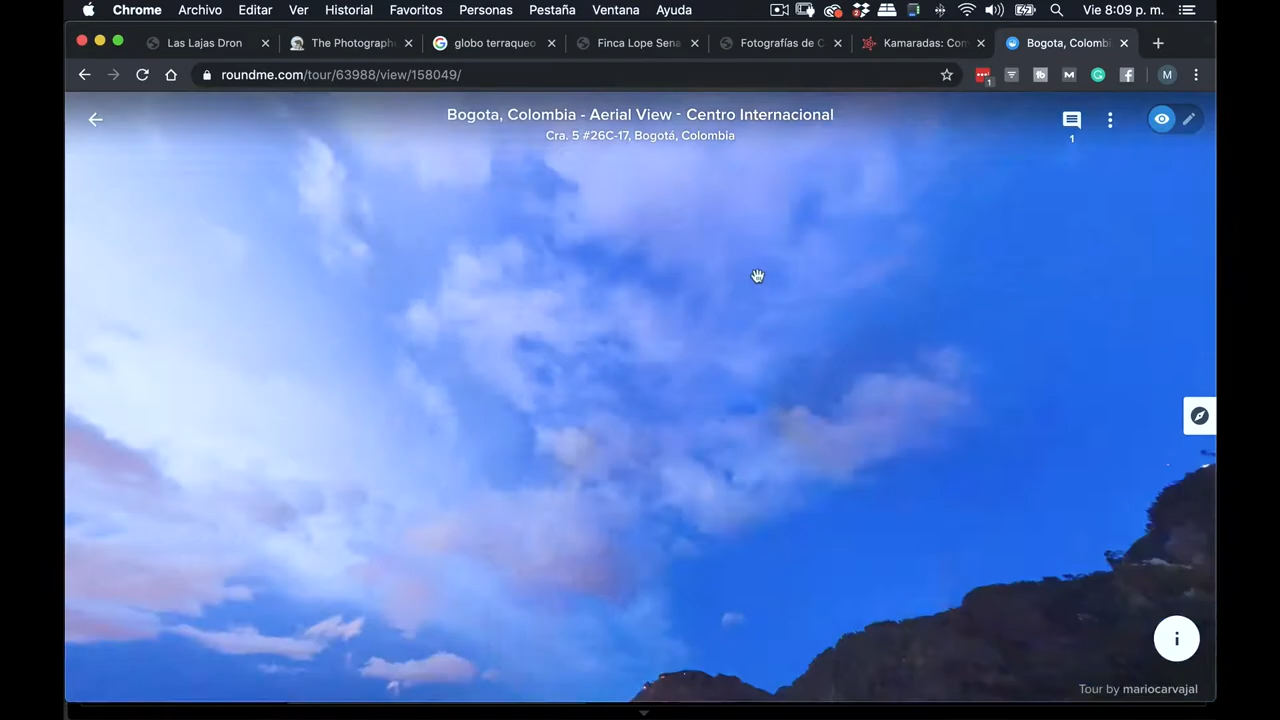 Chrome Archivo Editar Ver Historial Favoritos Personas Pestaña Ventana Ayuda Vie 8:09 p. m.
Las Lajas Dron The Photograph globo terraqueo Finca Lope Sena Fotografías de C Kamaradas: Con Bogota, Colombi
roundme.com/tour/63988/view/158049/ 1 M
Bogota, Colombia - Aerial View - Centro Internacional
Cra. 5 #26C-17, Bogotá, Colombia
1
Tour by mariocarvajal